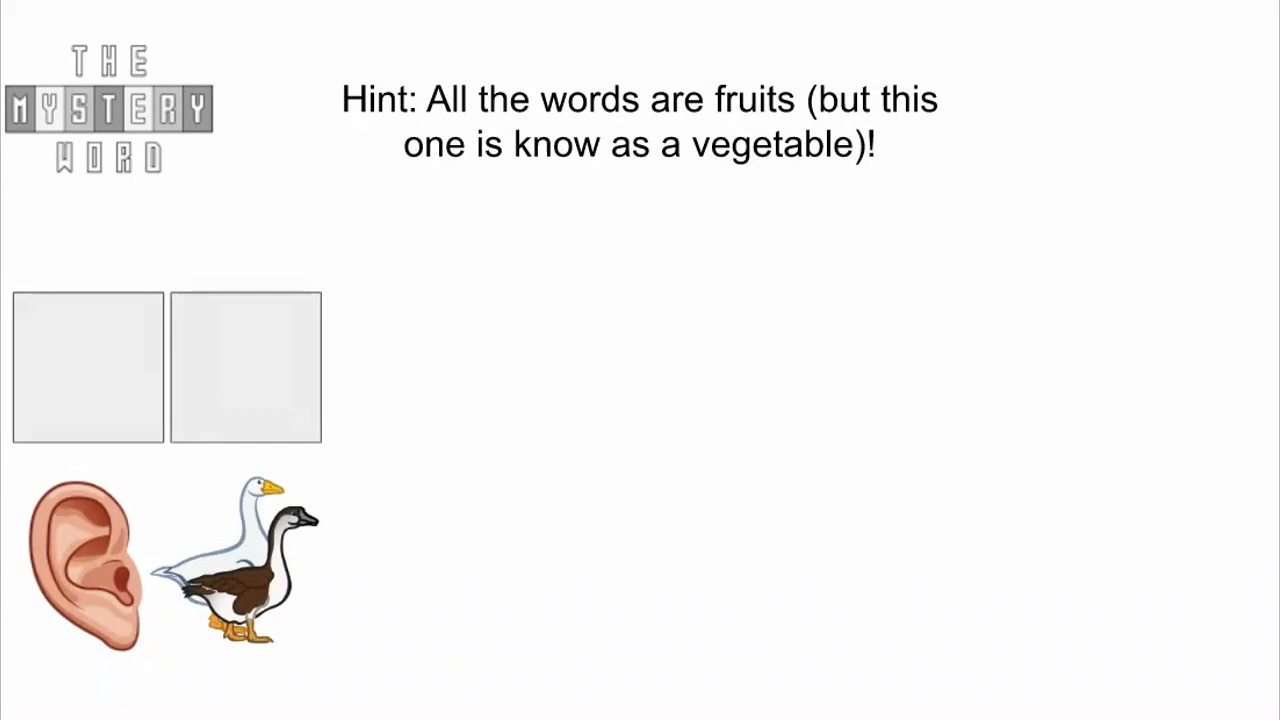 THE
MYSTERY
WORD
Hint: All the words are fruits (but this
one is know as a vegetable)!